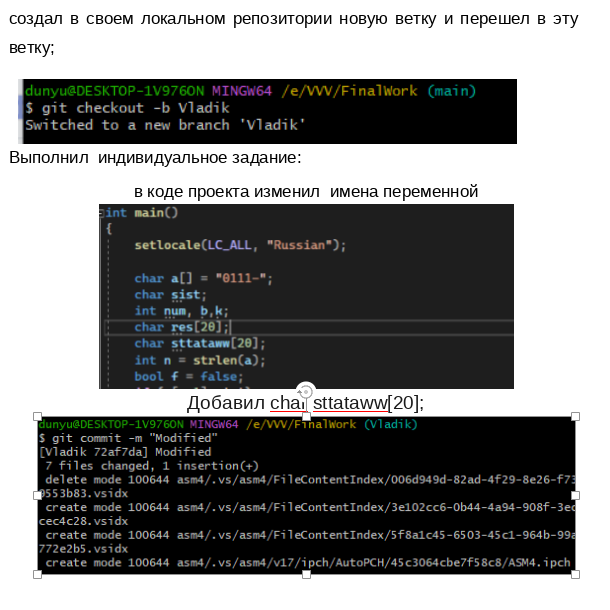 создал в своем локальном репозитории новую ветку и перешел в эту
ветку;
dunyu@DESKTOP-1V976ON MINGW64 /e/VVV/FinalWork (main)
$ git checkout -b Vladik
Switched to a new branch 'Vladik'
Выполнил индивидуальное задание:
в коде проекта изменил имена переменной
int main()
{
setlocale(LC_ALL, "Russian");
char a[] = "0111-";
char sist;
int num, b,k;
char res[20];
char sttataww[20];
int n = strlen(a);
bool f = false;
Добавил char sttataww[20];
dunyu@DESKTOP-1V976ON MINGW64 /e/VVV/FinalWork (Vladik)
$ git commit -m "Modified"
[Vladik 72af7da] Modified
7 files changed, 1 insertion(+)
delete mode 100644 asm4/.vs/asm4/FileContentIndex/006d949d-82ad-4f29-8e26-f73
0553b83.vsidx
create mode 100644 asm4/.vs/asm4/FileContentIndex/3e102cc6-0b44-4a94-908f-3ec
cec4c28.vsidx
create mode 100644 asm4/.vs/asm4/FileContentIndex/5f8a1c45-6503-45c1-964b-99a
772e2b5.vsidx
create mode 100644 asm4/.vs/asm4/v17/ipch/AutoPCH/45c3064cbe7f58c8/ASM4.ipch